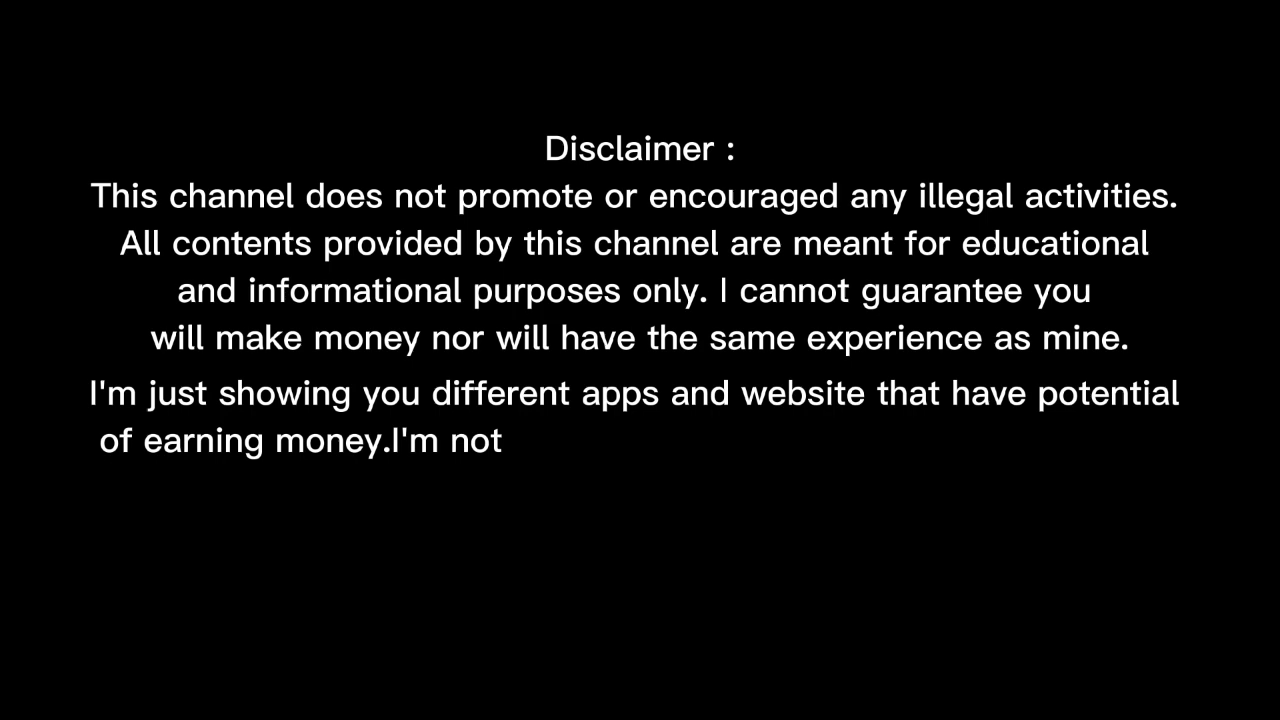 Disclaimer :
This channel does not promote or encouraged any illegal activities.
All contents provided by this channel are meant for educational
and informational purposes only. I cannot guarantee you
will make money nor will have the same experience as mine.
I'm just showing you different apps and website that have potential
of earning money.I'm not